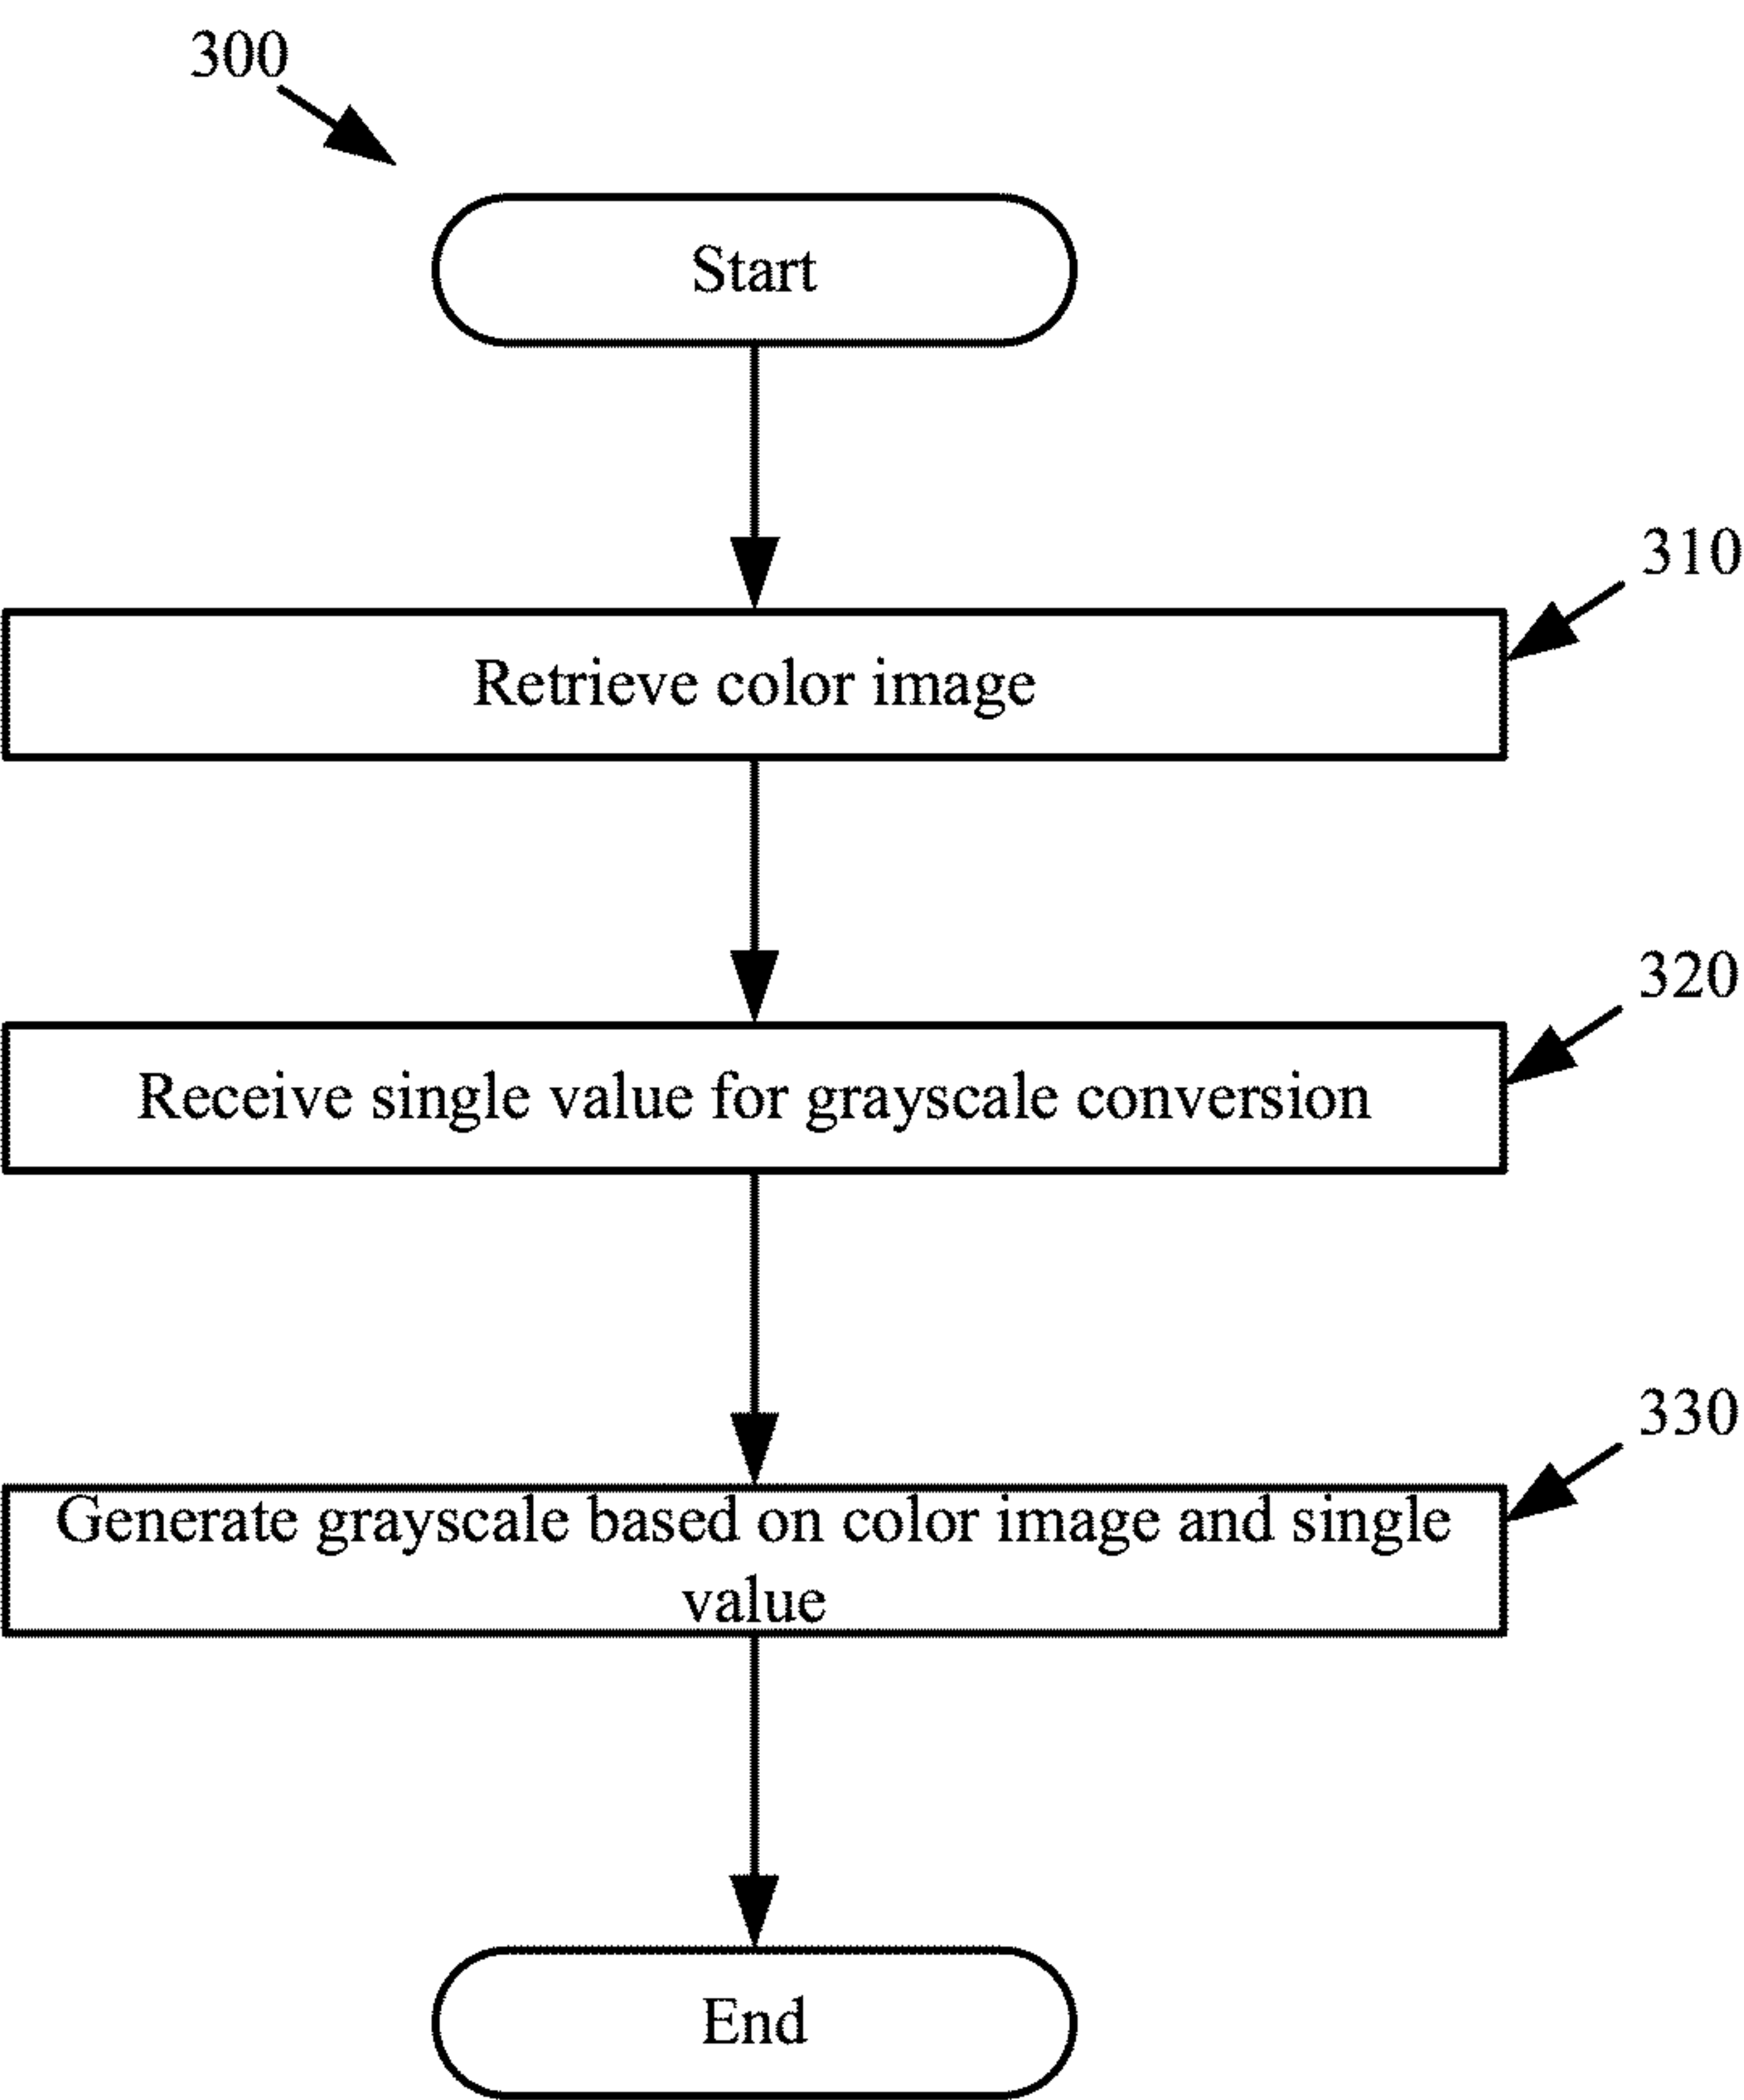 300
Start
310
Retrieve color image
320
Receive single value for grayscale conversion
330
Generate grayscale based on color image and single
value
End